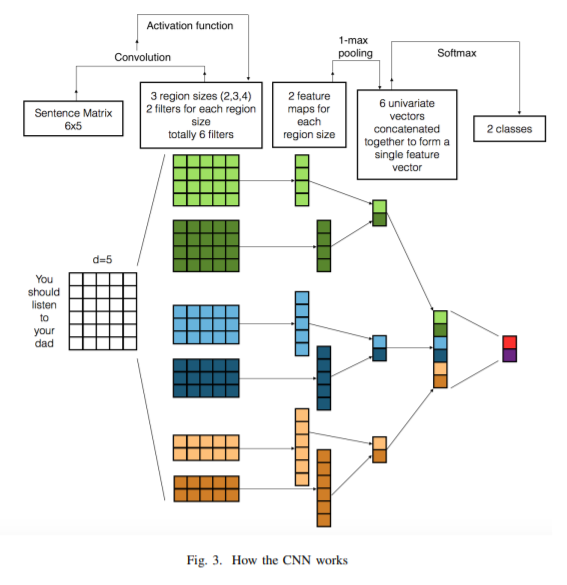 Activation function
Convolution
1-max
pooling
Softmax
Sentence Matrix
6x5
3 region sizes (2,3,4)
2 filters for each region
size
totally 6 filters
2 feature
maps for
each
region size
6 univariate
vectors
concatenated
together to form a
single feature
vector
2 classes
d=5
You
should
listen
to
your
dad
Fig. 3. How the CNN works